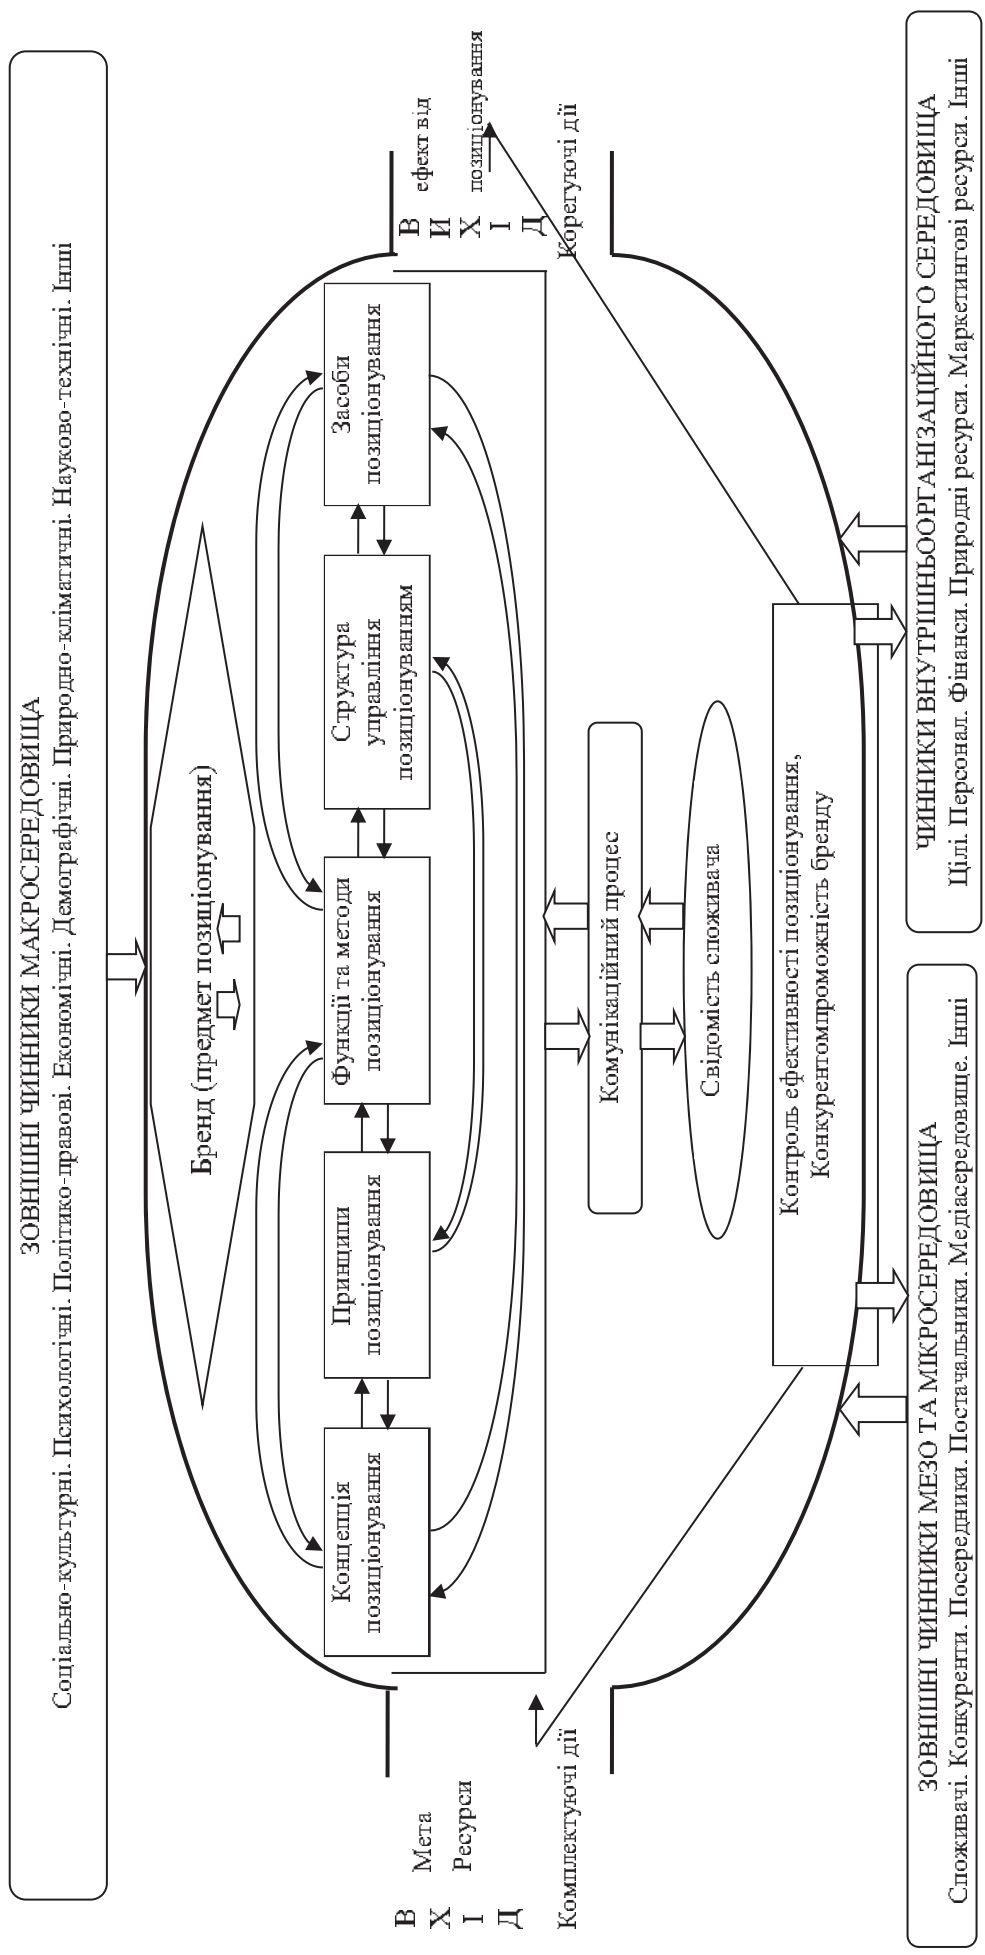 ЗОВНІШНІ ЧИННИКИ МАКРОСЕРЕДОВИЩА
Соціально-культурні. Психологічні. Політико-правові. Економічні. Демографічні. Природно-кліматичні. Науково-технічні. Інші
Бренд (предмет позиціонування)
Концепція
позиціонування
Принципи
позиціонування
Функції та методи
позиціонування
Структура
управління
позиціонуванням
Засоби
позиціонування
В
Х
І
Д
Мета
Ресурси
Комплектуючі дії
В
И
Х
І
Д
ефект від
позиціонування
Корегуючі дії
Комунікаційний процес
Свідомість споживача
Контроль ефективності позиціонування,
Конкурентомпроможність бренду
ЗОВНІШНІ ЧИННИКИ МЕЗО ТА МІКРОСЕРЕДОВИЩА
Споживачі. Конкуренти. Посередники. Постачальники. Медіасередовище. Інші
ЧИННИКИ ВНУТРІШНЬООРГАНІЗАЦІЙНОГО СЕРЕДОВИЩА
Цілі. Персонал. Фінанси. Природні ресурси. Маркетингові ресурси. Інші